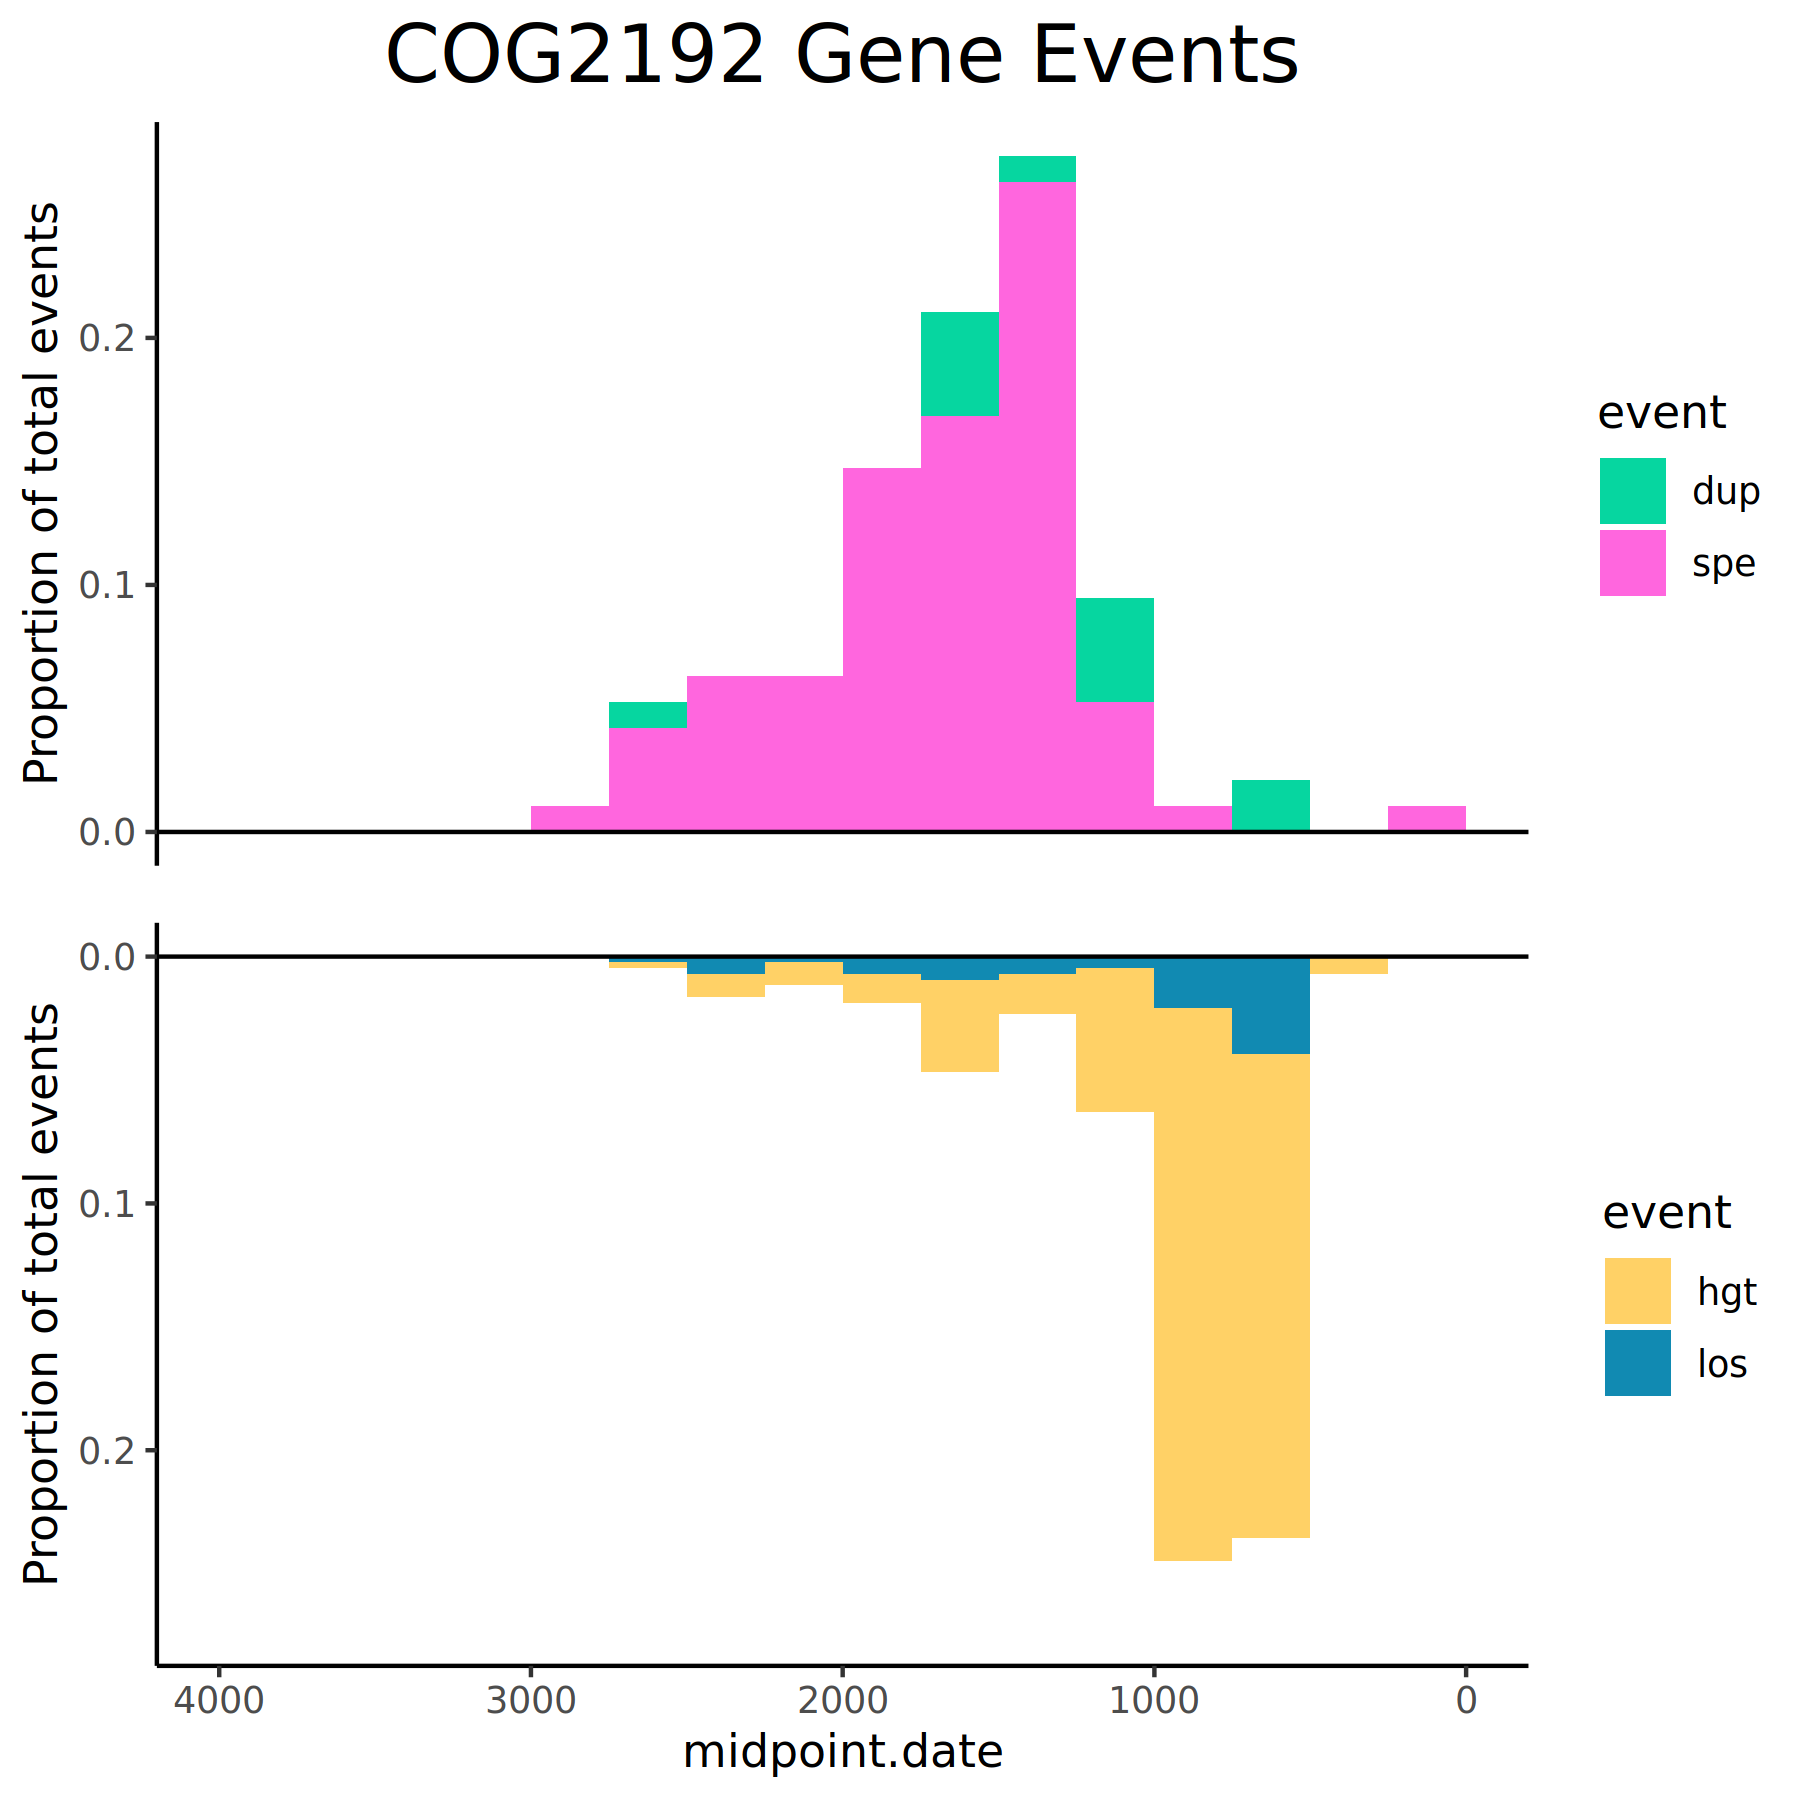 COG2192 Gene Events
Proportion of total events
0.2
0.1
0.0
event
dup
spe
Proportion of total events
0.0
0.1
0.2
event
hgt
los
4000 3000 2000 1000 0
midpoint.date